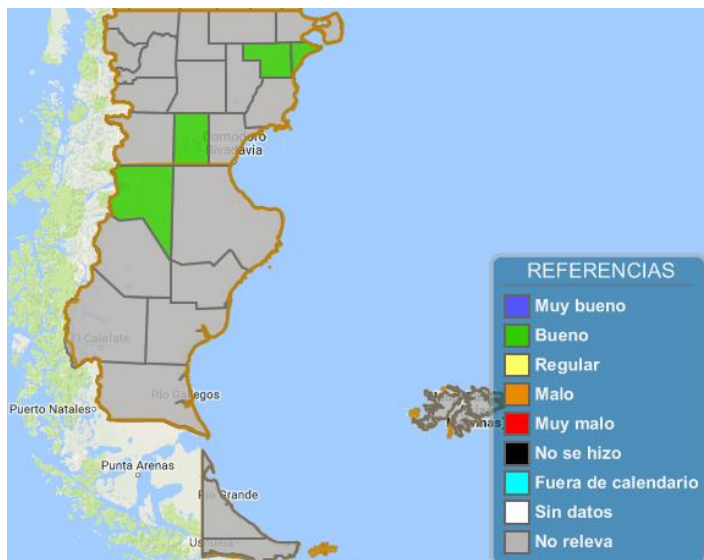 Comodoro
Rivadavia
El Calafate
Río Gallegos
Puerto Natales
Punta Arenas
Río Grande
Ushuaia
REFERENCIAS
Muy bueno
Bueno
Regular
Malo
Muy malo
No se hizo
Fuera de calendario
Sin datos
No releva